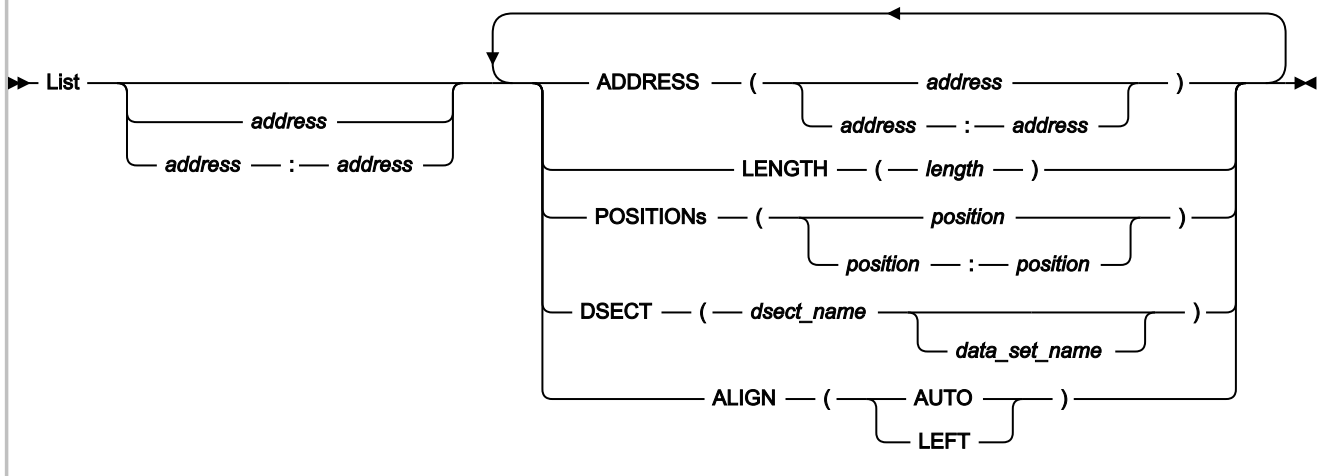 List ADDRESS ( address )
address address : address
address : address
LENGTH ( length )
POSITIONs ( position )
position : position
DSECT ( dsect_name )
data_set_name
ALIGN ( AUTO )
LEFT